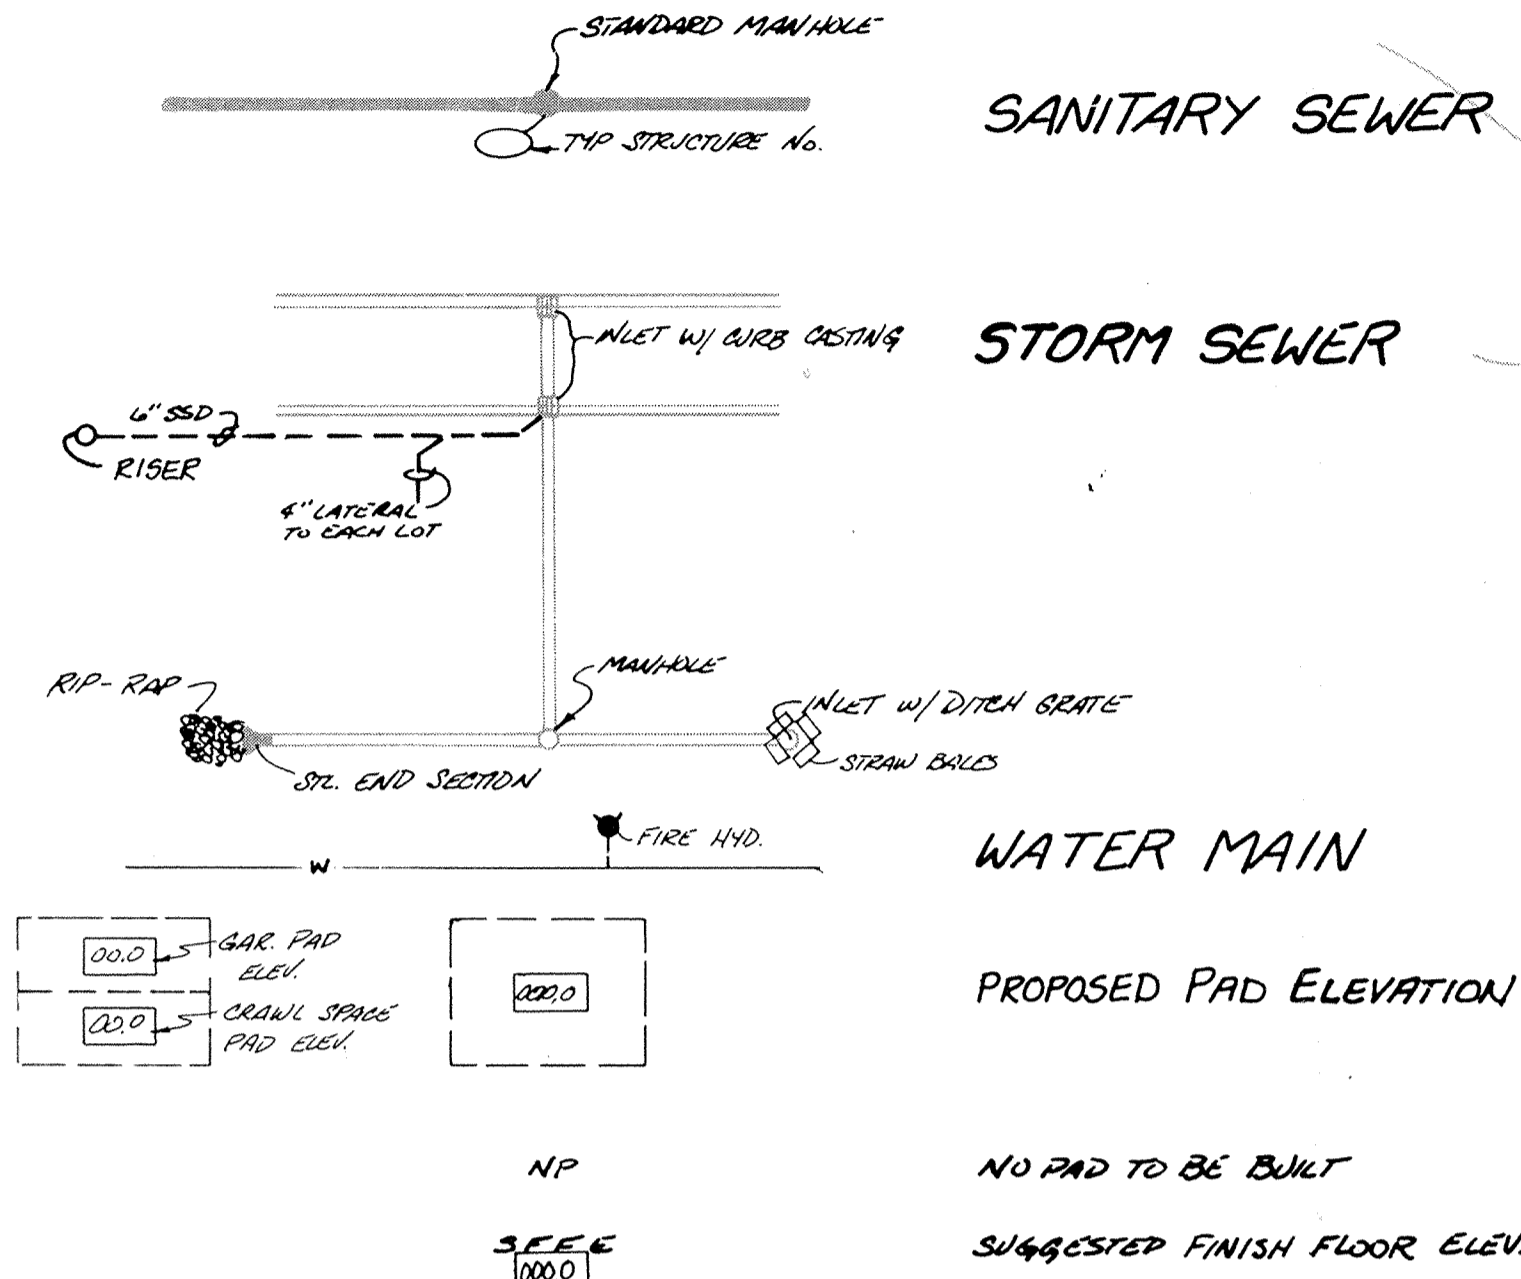 STANDARD MANHOLE
SANITARY SEWER
TYP STRUCTURE NO.
INLET W/ CURB CASTING
STORM SEWER
6" SSD
RISER
4" LATERAL
TO EACH LOT
MANHOLE
RIP-RAP
INLET W/ DITCH GRATE
STRAW BALES
STL. END SECTION
FIRE HYD.
WATER MAIN
W
GAR. PAD
ELEV.
00.0
000.0
PROPOSED PAD ELEVATION
CRAWL SPACE
PAD ELEV.
00.0
NP
NO PAD TO BE BUILT
SFFE
000.0
SUGGESTED FINISH FLOOR ELEV.